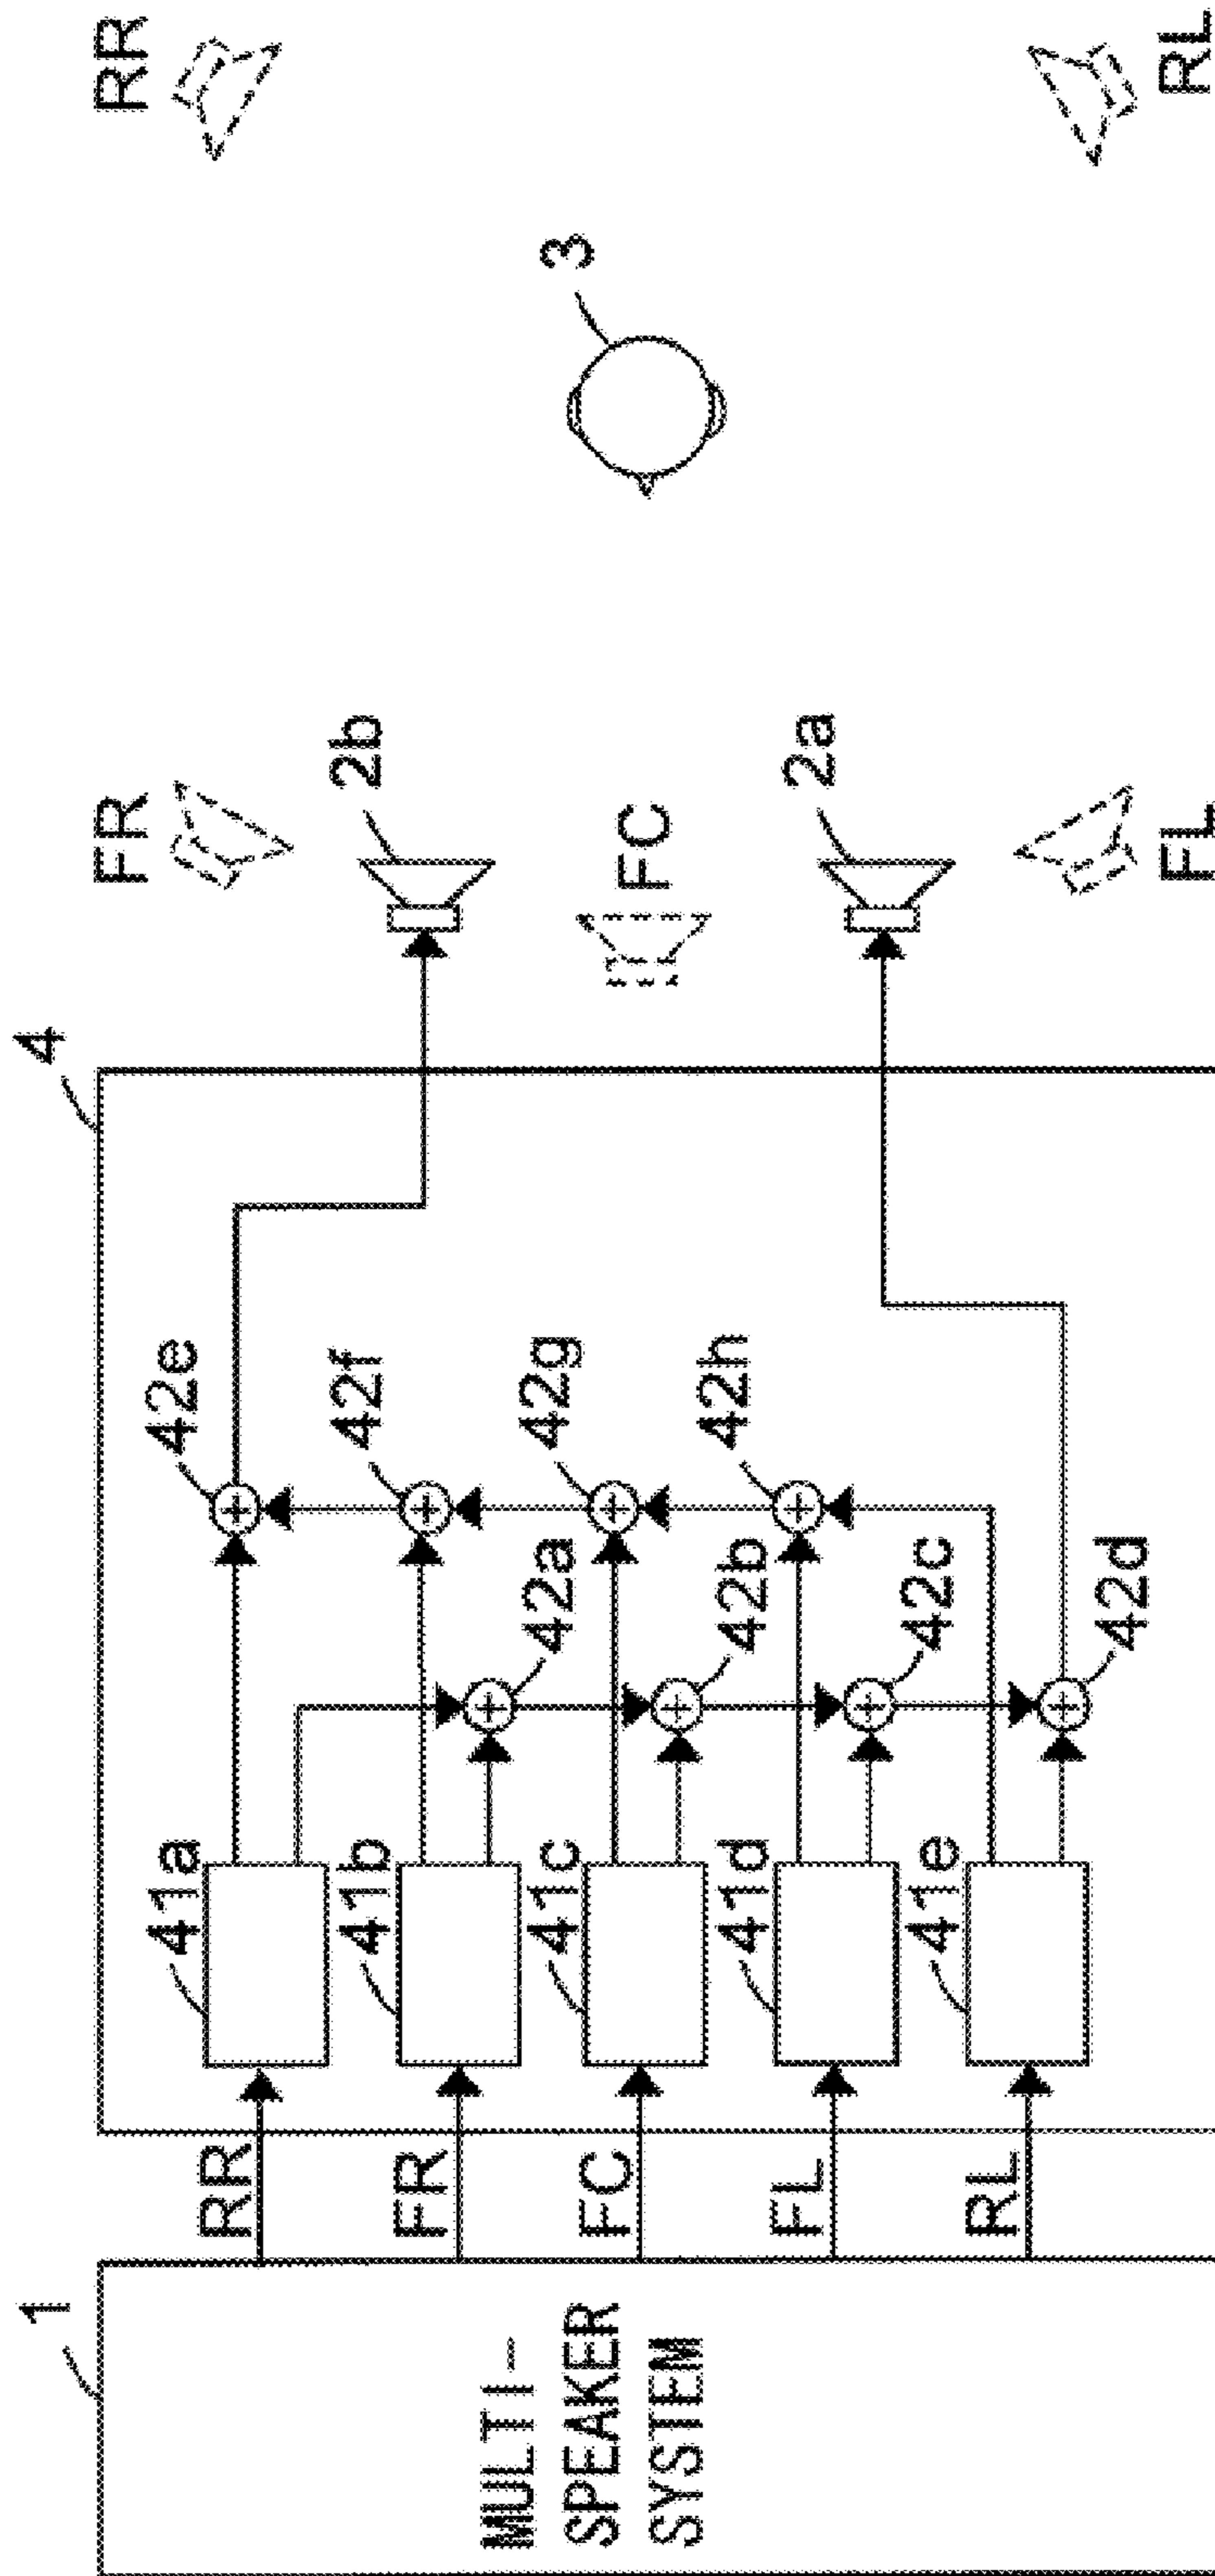 1
MULTI-
SPEAKER
SYSTEM
RR
FR
FC
FL
RL
4
41a
41b
41c
41d
41e
42e
42f
42g
42h
42a
42b
42c
42d
FR
2b
FC
2a
FL
3
RR
RL